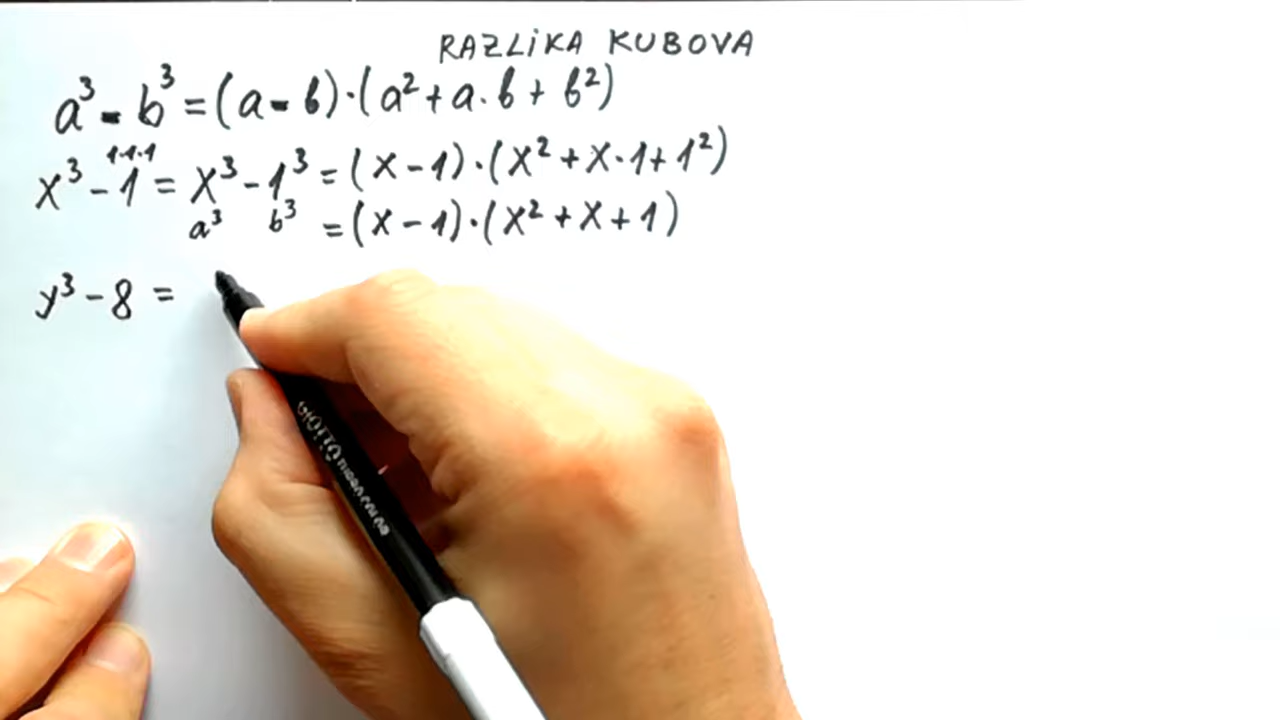 RAZLIKA KUBOVA
a³ - b³ = (a - b)·(a² + a·b + b²)
1·1·1
x³ - 1 = x³ - 1³ = (x - 1)·(x² + x·1 + 1²)
a³ b³ = (x - 1)·(x² + x + 1)
y³ - 8 =